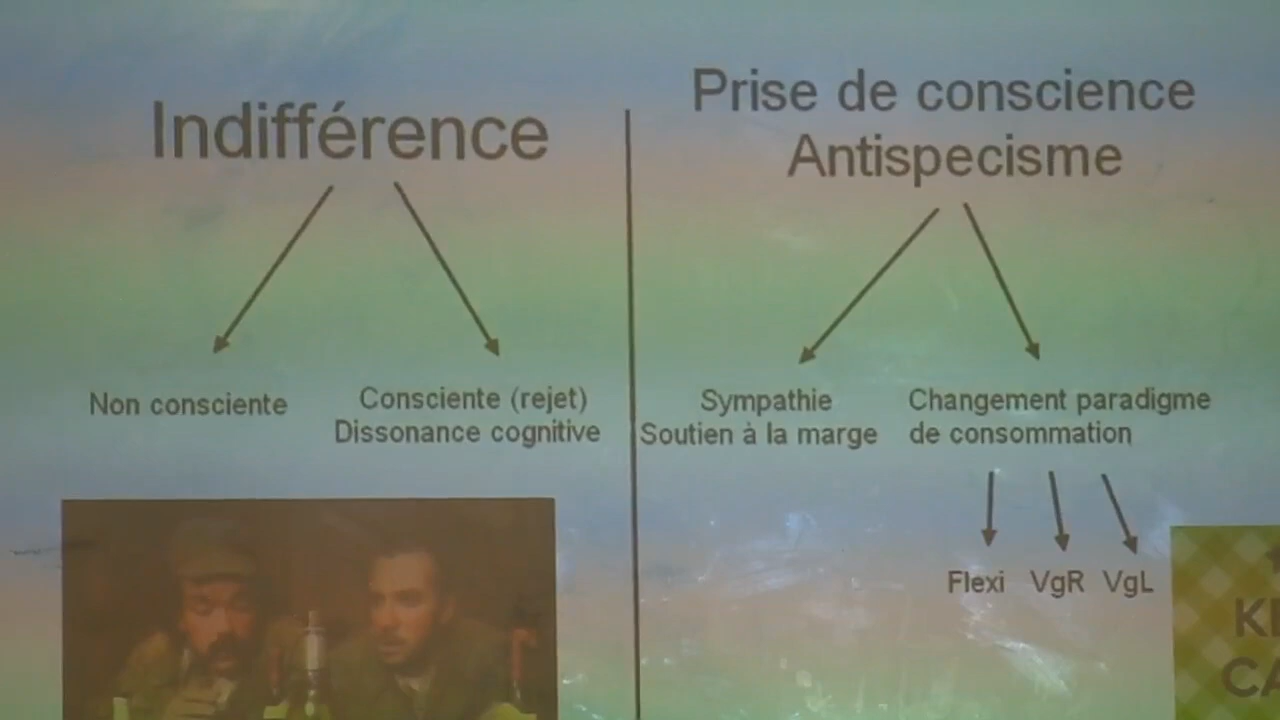 Indifférence
Non consciente
Consciente (rejet)
Dissonance cognitive
Prise de conscience
Antispecisme
Sympathie
Soutien à la marge
Changement paradigme
de consommation
Flexi VgR VgL
CA